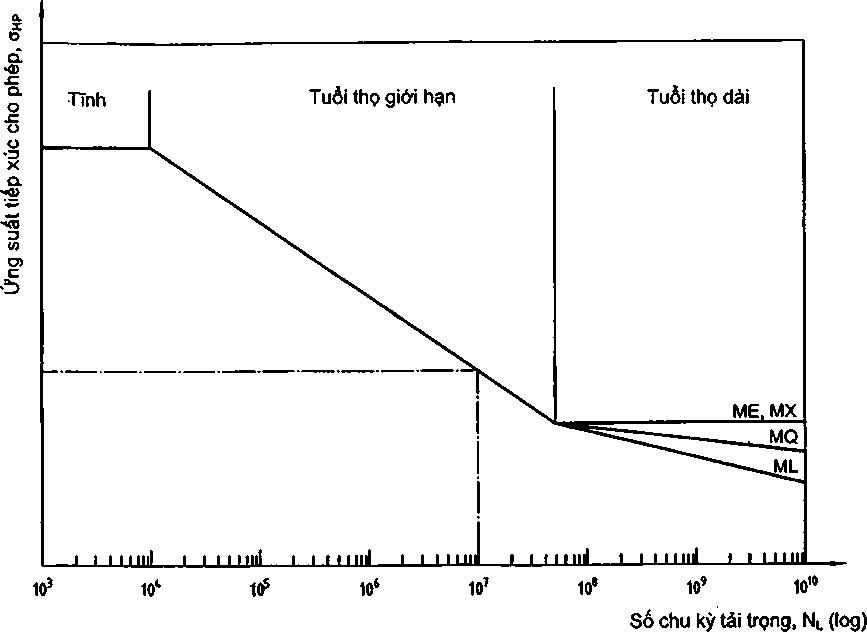 Ứng suất tiếp xúc cho phép, σHP
Tĩnh
Tuổi thọ giới hạn
Tuổi thọ dài
ME, MX
MQ
ML
10³ 10⁴ 10⁵ 10⁶ 10⁷ 10⁸ 10⁹ 10¹⁰
Số chu kỳ tải trọng, NL (log)